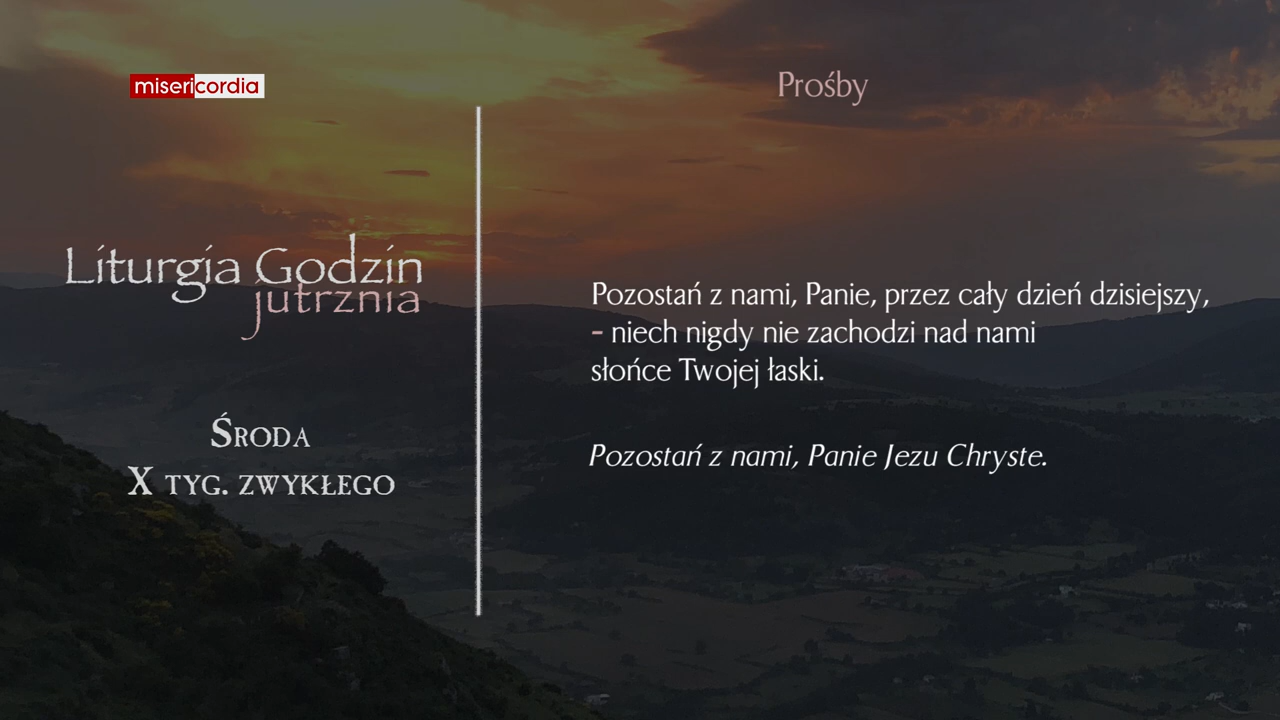 misericordia
Liturgia Godzin
jutrznia
Środa
X tyg. zwykłego
Prośby
Pozostań z nami, Panie, przez cały dzień dzisiejszy,
- niech nigdy nie zachodzi nad nami
słońce Twojej łaski.
Pozostań z nami, Panie Jezu Chryste.